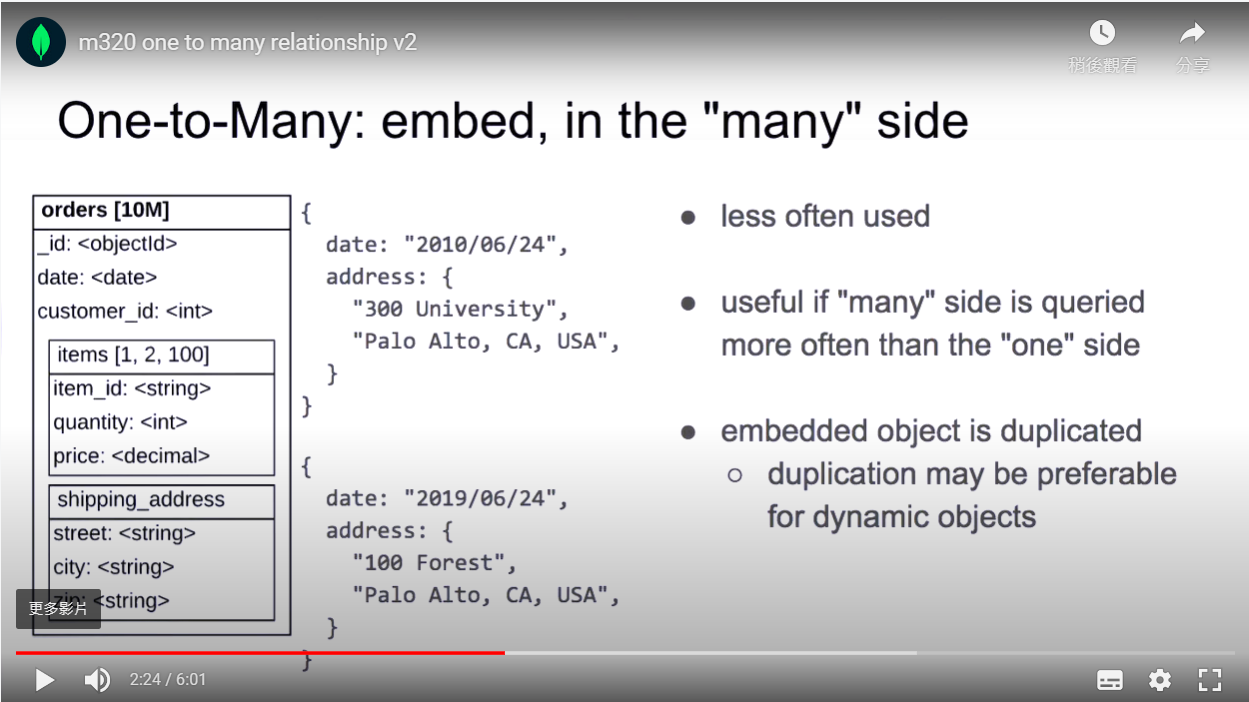 m320 one to many relationship v2
稍後觀看
分享
One-to-Many: embed, in the "many" side
orders [10M]
_id: <objectId>
date: <date>
customer_id: <int>
items [1, 2, 100]
item_id: <string>
quantity: <int>
price: <decimal>
shipping_address
street: <string>
city: <string>
zip: <string>
{
date: "2010/06/24",
address: {
"300 University",
"Palo Alto, CA, USA",
}
}
{
date: "2019/06/24",
address: {
"100 Forest",
"Palo Alto, CA, USA",
}
}
● less often used
● useful if "many" side is queried
more often than the "one" side
● embedded object is duplicated
○ duplication may be preferable
for dynamic objects
更多影片
2:24 / 6:01